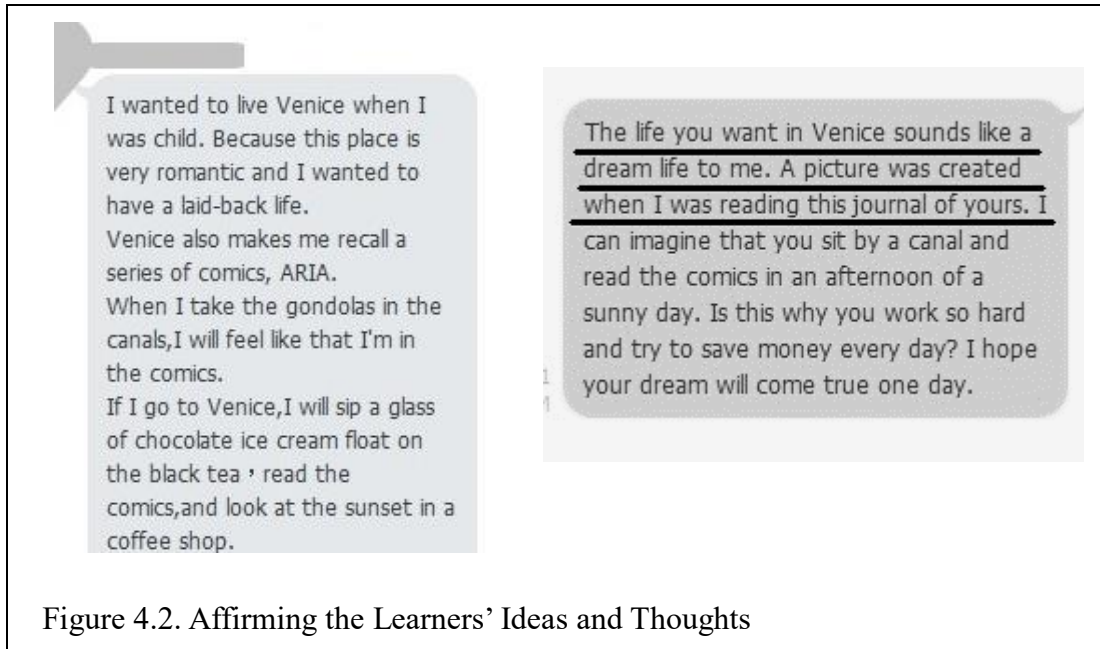 I wanted to live Venice when I
was child. Because this place is
very romantic and I wanted to
have a laid-back life.
Venice also makes me recall a
series of comics, ARIA.
When I take the gondolas in the
canals,I will feel like that I'm in
the comics.
If I go to Venice,I will sip a glass
of chocolate ice cream float on
the black tea，read the
comics,and look at the sunset in a
coffee shop.
The life you want in Venice sounds like a
dream life to me. A picture was created
when I was reading this journal of yours. I
can imagine that you sit by a canal and
read the comics in an afternoon of a
sunny day. Is this why you work so hard
and try to save money every day? I hope
your dream will come true one day.
Figure 4.2. Affirming the Learners’ Ideas and Thoughts